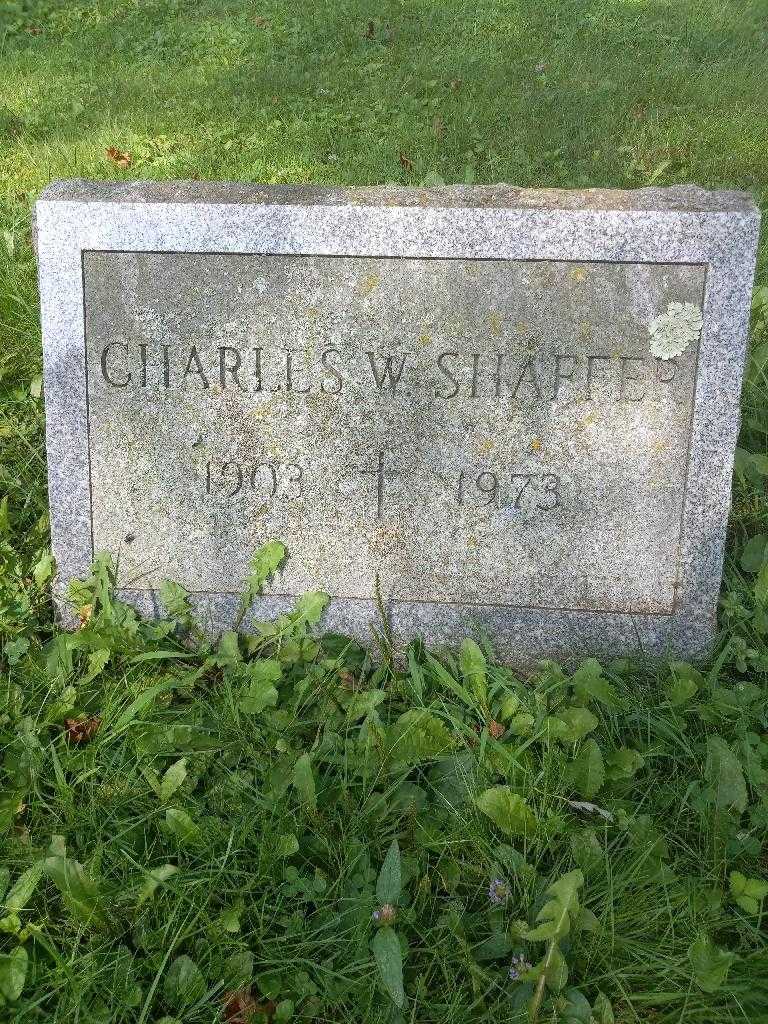 CHARLES W. SHAFFER
1903 † 1973